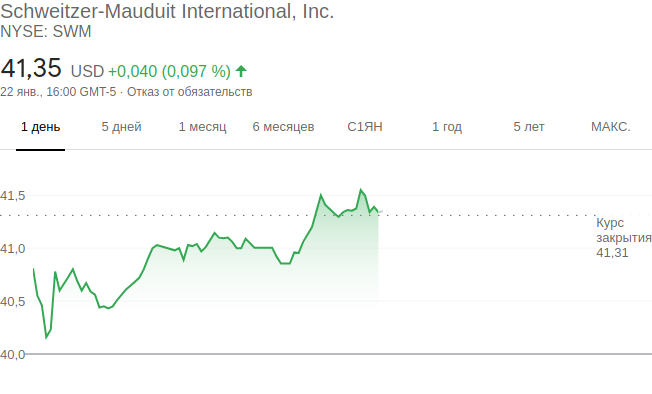 Schweitzer-Mauduit International, Inc.
NYSE: SWM
41,35 USD +0,040 (0,097 %)
22 янв., 16:00 GMT-5 · Отказ от обязательств
1 день 5 дней 1 месяц 6 месяцев С1ЯН 1 год 5 лет МАКС.
41,5
Курс
закрытия
41,31
41,0
40,5
40,0